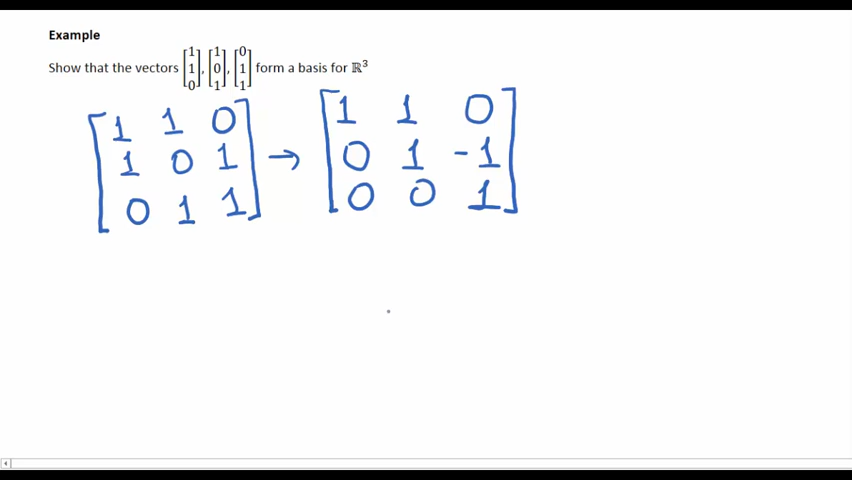 Example
Show that the vectors [1 1 0], [1 0 1], [0 1 1] form a basis for ℝ³
[1 1 0 → [1 1 0
1 0 1 0 1 -1
0 1 1] 0 0 1]